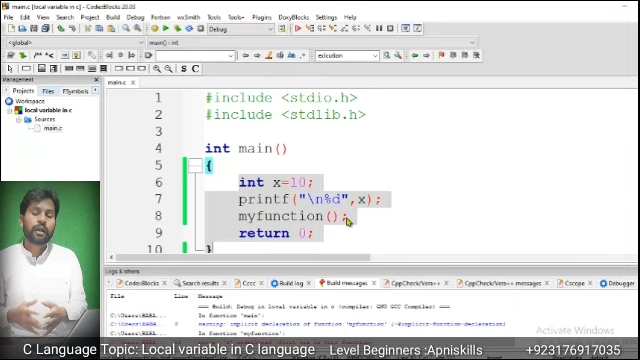 main.c [local variable in c] - Code::Blocks 20.03
File Edit View Search Project Build Debug Fortran wxSmith Tools Tools+ Plugins DoxyBlocks Settings Help
Debug
<global> main() : int
exicution
Management
Projects Files FSymbols
Workspace
local variable in c
Sources
main.c
main.c
1 #include <stdio.h>
2 #include <stdlib.h>
3
4 int main()
5 {
6 int x=10;
7 printf("\n%d",x);
8 myfunction();
9 return 0;
10 }
Logs & others
Code::Blocks Search results Cccc Build log Build messages CppCheck/Vera++ CppCheck/Vera++ messages Cscope Debugger
File Line Message
=== Build: Debug in local variable in c (compiler: GNU GCC Compiler)
In function 'main':
warning: implicit declaration of function 'myfunction'
In function 'myfunction':
Activate Windows
C Language Topic: Local variable in C language Level Beginners :Apniskills +923176917035